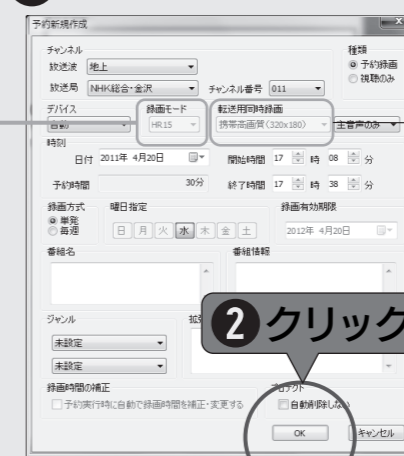 予約新規作成
チャンネル
種類
放送波 地上
予約録画
放送局 NHK総合・金沢 チャンネル番号 011
視聴のみ
デバイス 録画モード 転送用同時録画
自動 HR15 携帯高画質(320x180) 主音声のみ
時刻
日付 2011年 4月20日 開始時間 17 時 08 分
予約時間 30分 終了時間 17 時 38 分
録画方式 曜日指定 録画有効期限
単発
毎週 日 月 火 水 木 金 土 2012年 4月20日
番組名 番組情報
ジャンル 拡
未設定
未設定
2 クリック
録画時間の補正 プロテクト
予約実行時に自動で録画時間を補正・変更する 自動削除しない
OK キャンセル